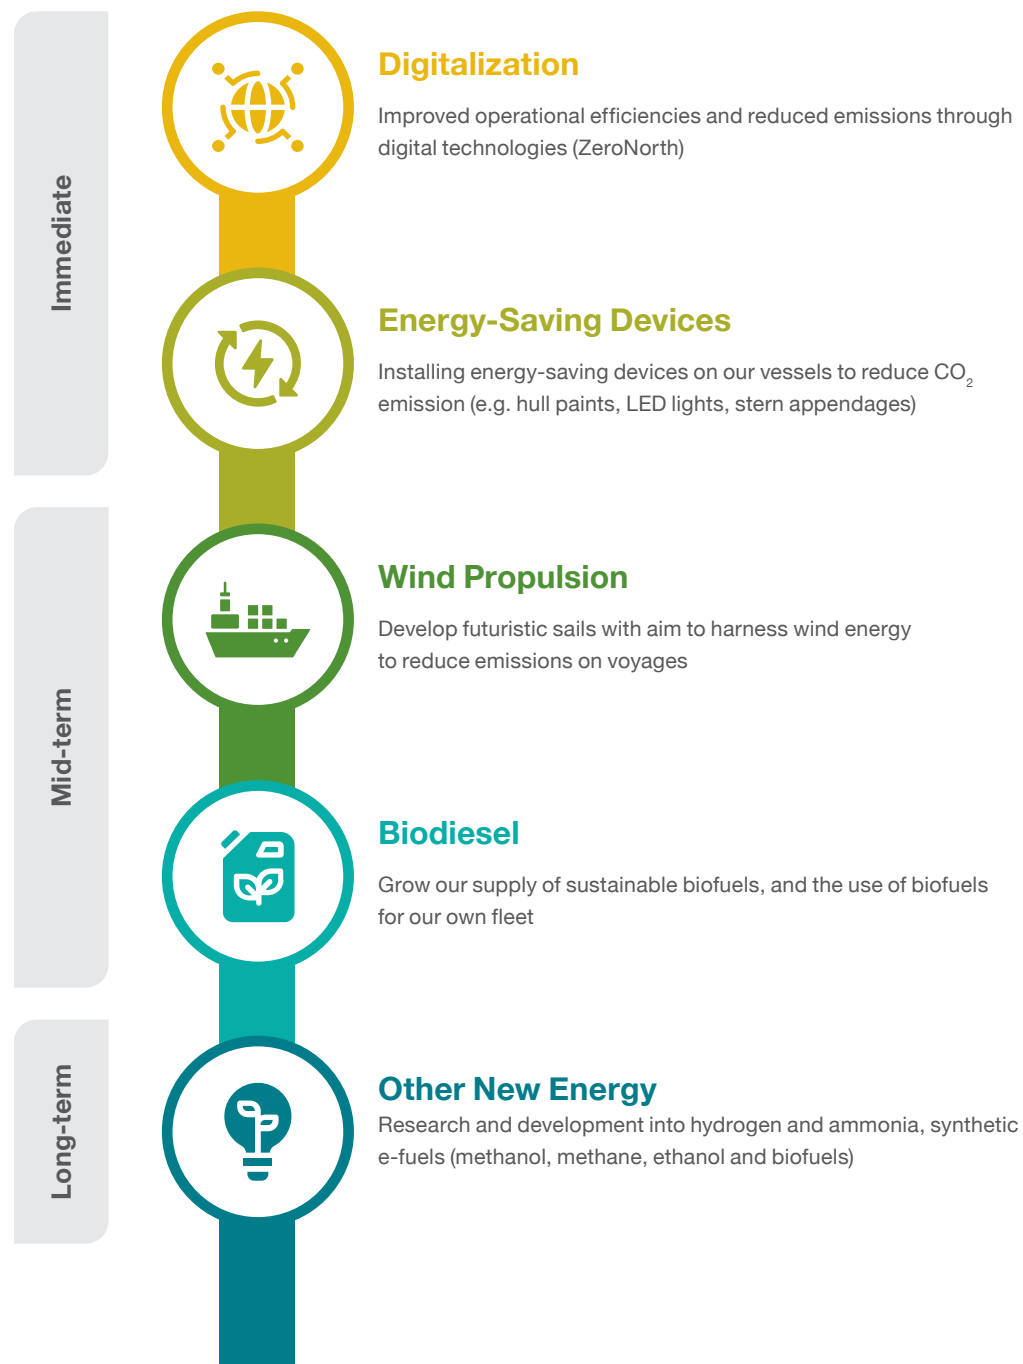 Immediate
Digitalization
Improved operational efficiencies and reduced emissions through
digital technologies (ZeroNorth)
Energy-Saving Devices
Installing energy-saving devices on our vessels to reduce CO₂
emission (e.g. hull paints, LED lights, stern appendages)
Mid-term
Wind Propulsion
Develop futuristic sails with aim to harness wind energy
to reduce emissions on voyages
Biodiesel
Grow our supply of sustainable biofuels, and the use of biofuels
for our own fleet
Long-term
Other New Energy
Research and development into hydrogen and ammonia, synthetic
e-fuels (methanol, methane, ethanol and biofuels)